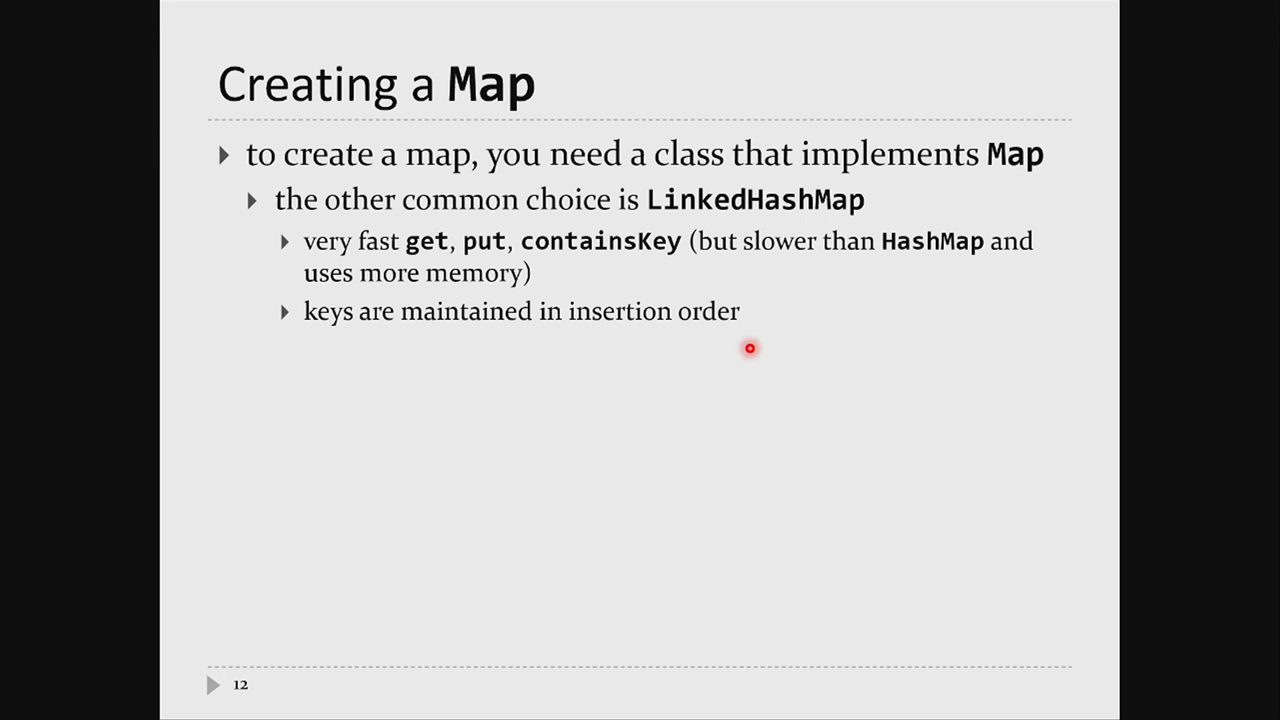 Creating a Map
to create a map, you need a class that implements Map
the other common choice is LinkedHashMap
very fast get, put, containsKey (but slower than HashMap and
uses more memory)
keys are maintained in insertion order
12